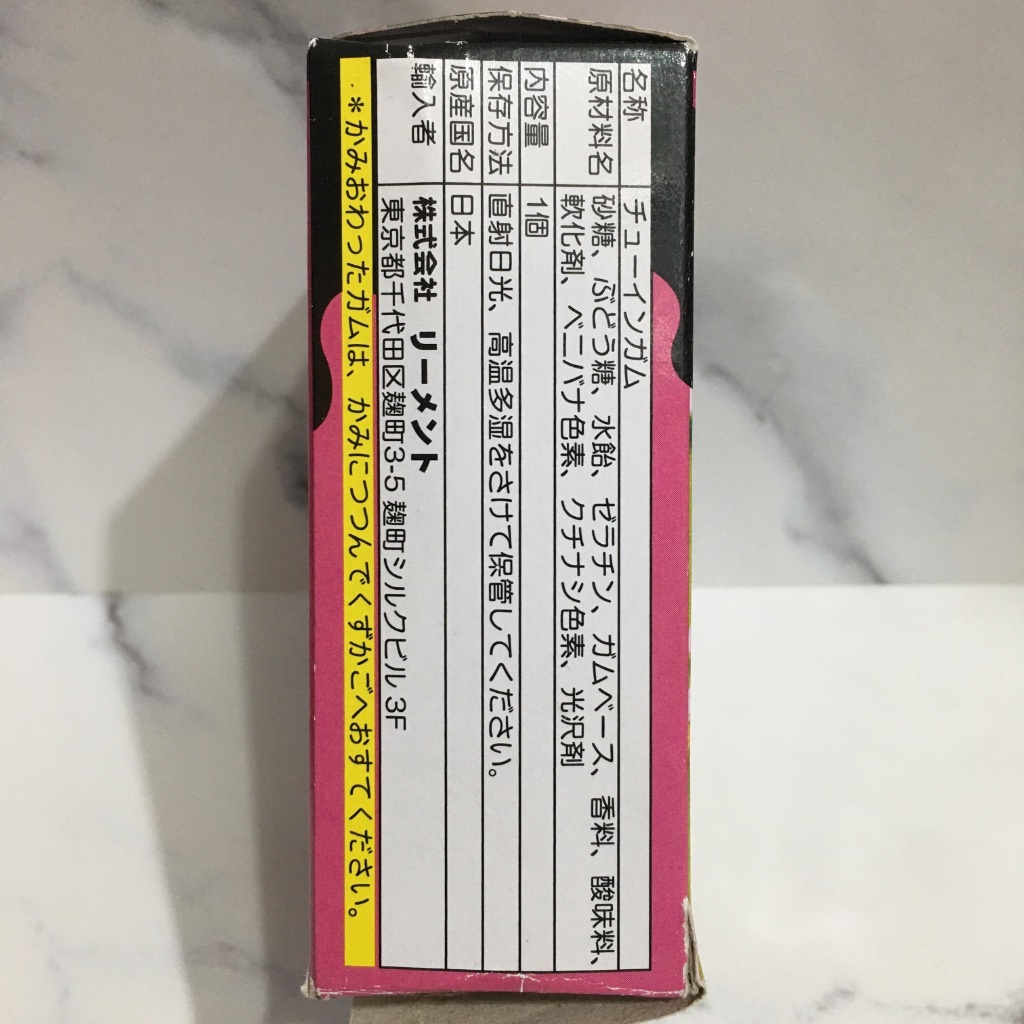 名称 チューインガム
原材料名 砂糖、ぶどう糖、水飴、ゼラチン、ガムベース、香料、酸味料、
軟化剤、ベニバナ色素、クチナシ色素、光沢剤
内容量 1個
保存方法 直射日光、高温多湿をさけて保管してください。
原産国名 日本
輸入者 株式会社 リーメント
東京都千代田区麹町3-5 麹町シルクビル 3F
*かみおわったガムは、かみにつつんでくずかごへおすてください。